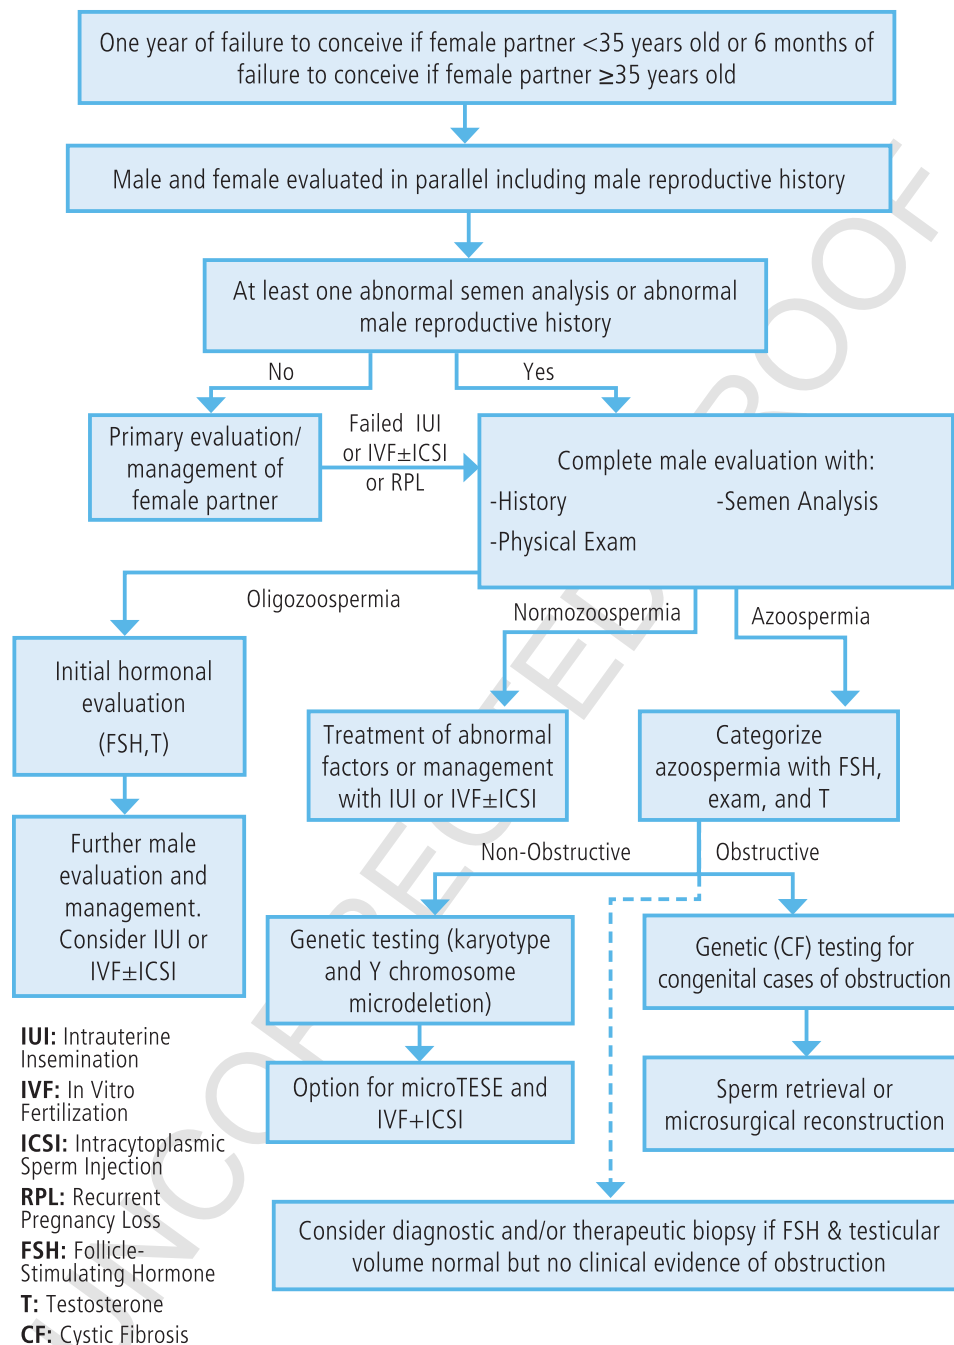 One year of failure to conceive if female partner <35 years old or 6 months of
failure to conceive if female partner ≥35 years old
Male and female evaluated in parallel including male reproductive history
At least one abnormal semen analysis or abnormal
male reproductive history
No
Yes
Primary evaluation/
management of
female partner
Failed IUI
or IVF±ICSI
or RPL
Complete male evaluation with:
-History
-Semen Analysis
-Physical Exam
Oligozoospermia
Normozoospermia
Azoospermia
Initial hormonal
evaluation
(FSH,T)
Treatment of abnormal
factors or management
with IUI or IVF±ICSI
Categorize
azoospermia with FSH,
exam, and T
Further male
evaluation and
management.
Consider IUI or
IVF±ICSI
Non-Obstructive
Obstructive
Genetic testing (karyotype
and Y chromosome
microdeletion)
Genetic (CF) testing for
congenital cases of obstruction
Option for microTESE and
IVF+ICSI
Sperm retrieval or
microsurgical reconstruction
Consider diagnostic and/or therapeutic biopsy if FSH & testicular
volume normal but no clinical evidence of obstruction
IUI: Intrauterine
Insemination
IVF: In Vitro
Fertilization
ICSI: Intracytoplasmic
Sperm Injection
RPL: Recurrent
Pregnancy Loss
FSH: Follicle-
Stimulating Hormone
T: Testosterone
CF: Cystic Fibrosis
UNCORRECTED PROOF